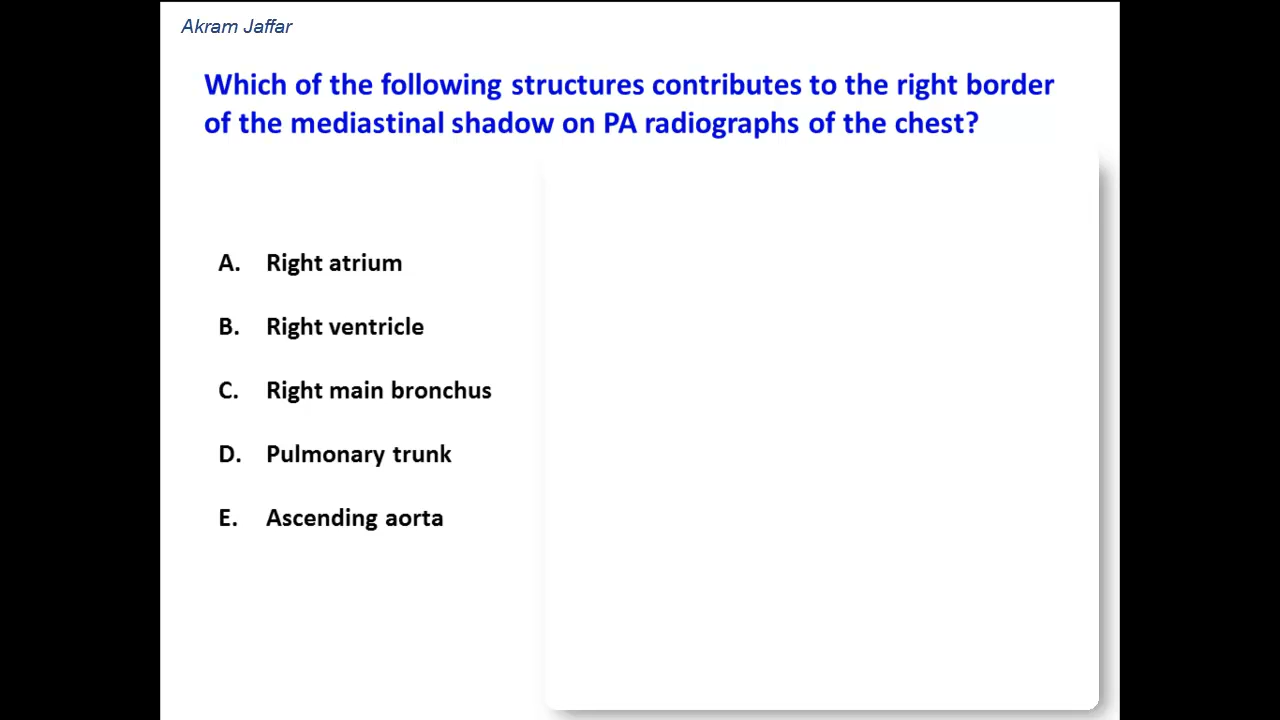 Akram Jaffar
Which of the following structures contributes to the right border
of the mediastinal shadow on PA radiographs of the chest?
A. Right atrium
B. Right ventricle
C. Right main bronchus
D. Pulmonary trunk
E. Ascending aorta